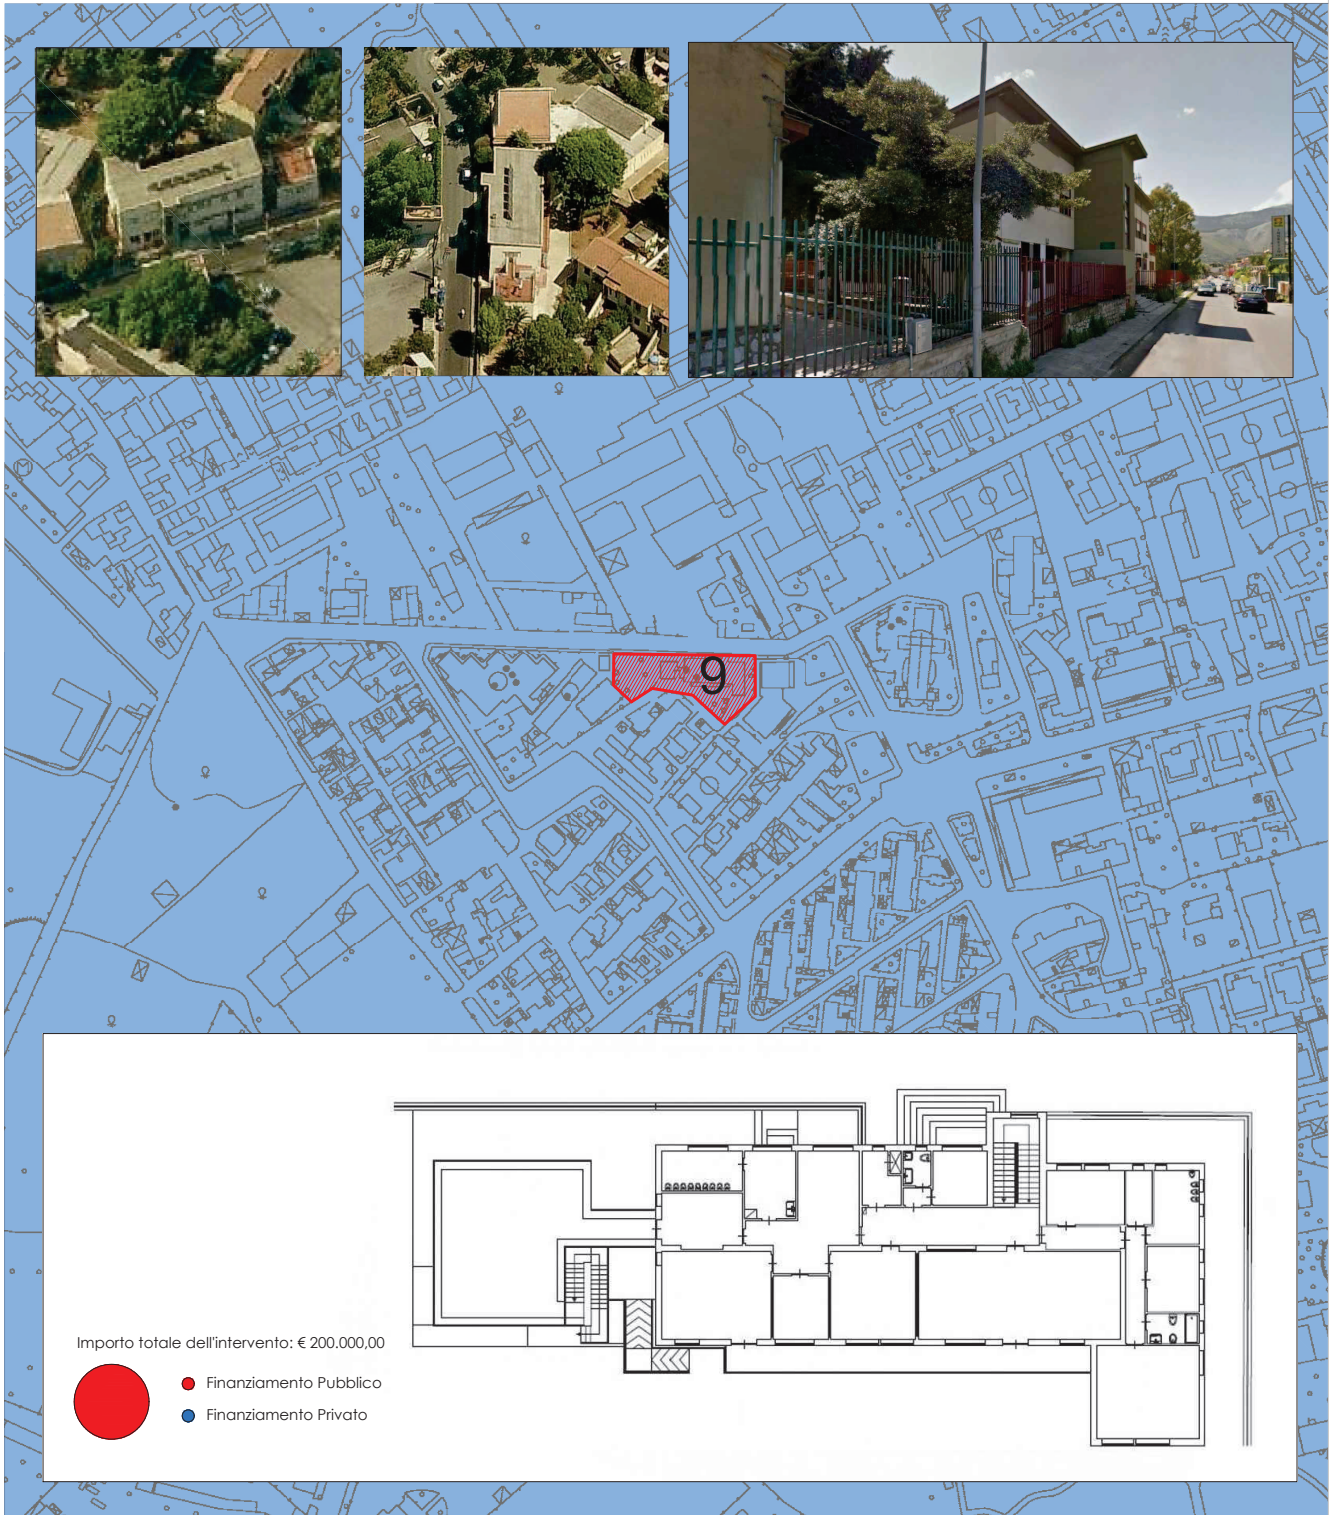 9
Importo totale dell'intervento: € 200.000,00
Finanziamento Pubblico
Finanziamento Privato